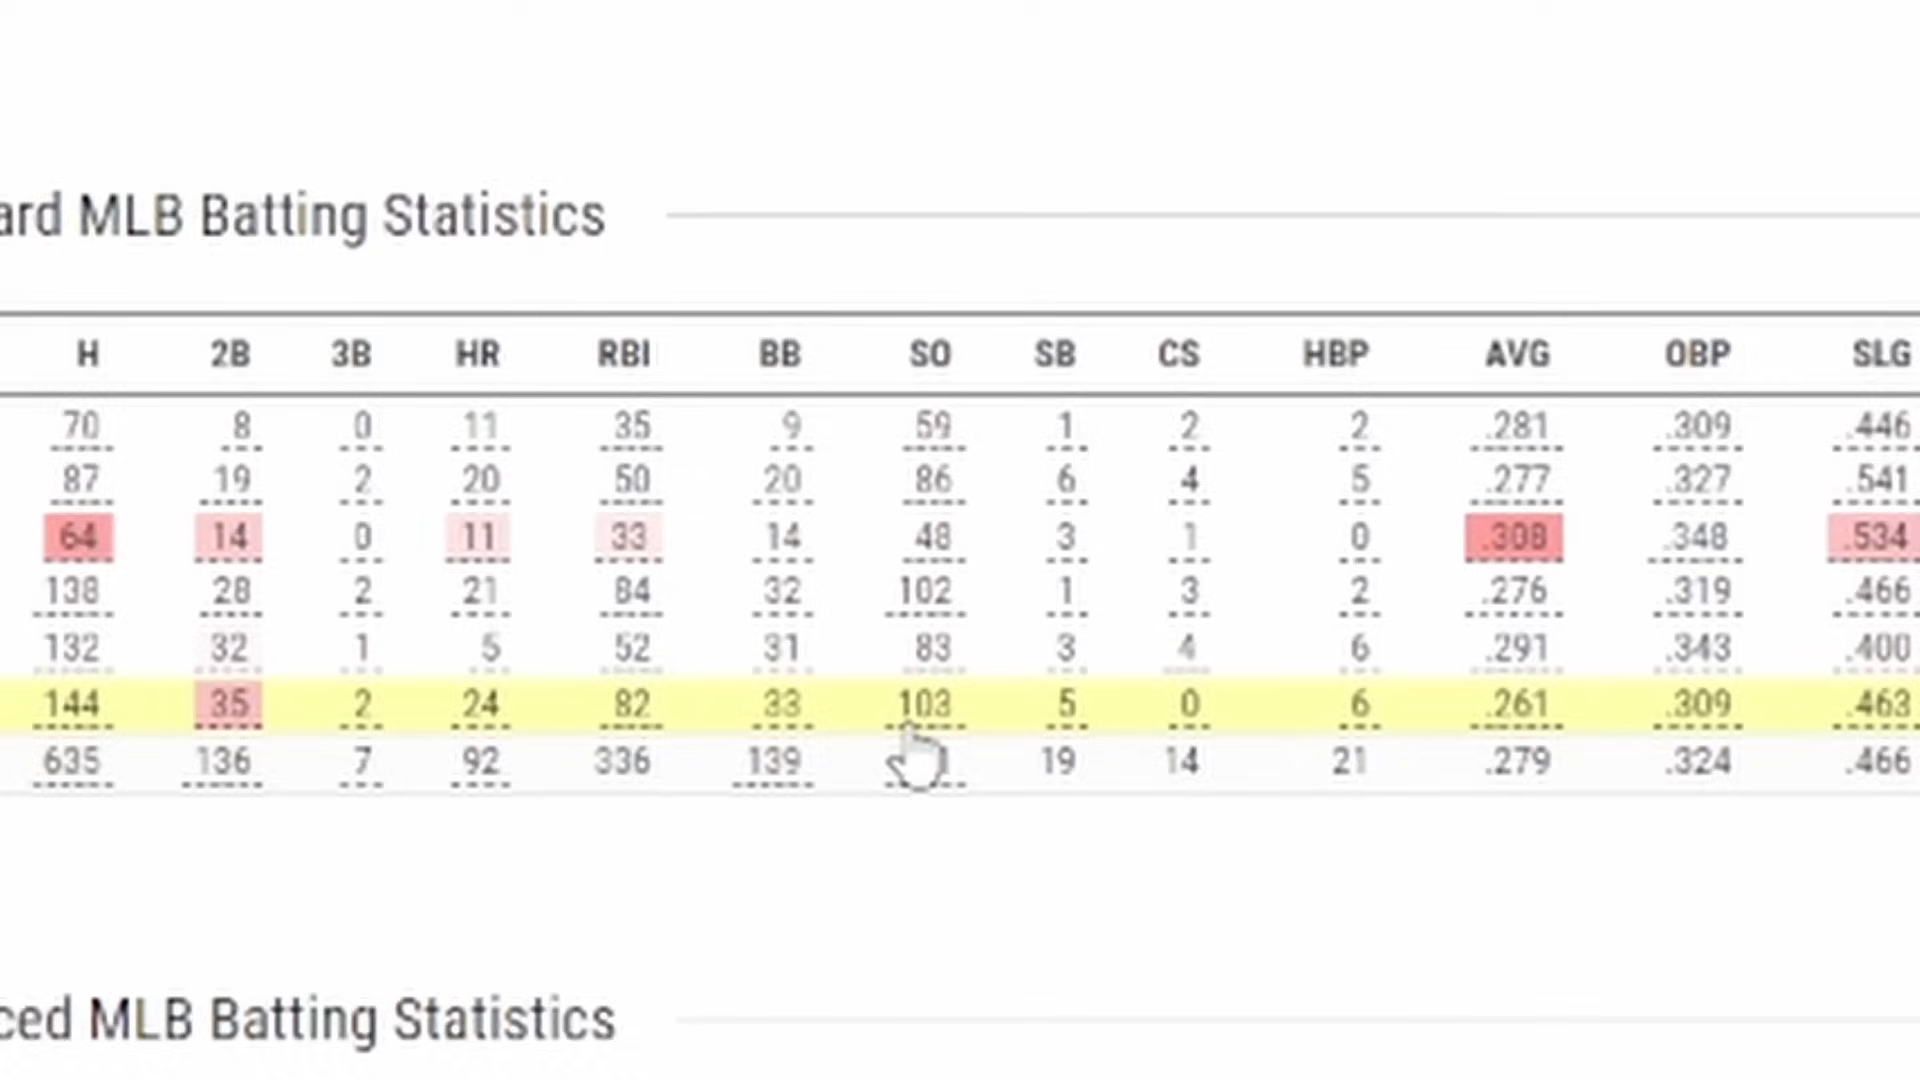 ard MLB Batting Statistics
H 2B 3B HR RBI BB SO SB CS HBP AVG OBP SLG
70 8 0 11 35 9 59 1 2 2 .281 .309 .446
87 19 2 20 50 20 86 6 4 5 .277 .327 .541
64 14 0 11 33 14 48 3 1 0 .308 .348 .534
138 28 2 21 84 32 102 1 3 2 .276 .319 .466
132 32 1 5 52 31 83 3 4 6 .291 .343 .400
144 35 2 24 82 33 103 5 0 6 .261 .309 .463
635 136 7 92 336 139 19 14 21 .279 .324 .466
ced MLB Batting Statistics